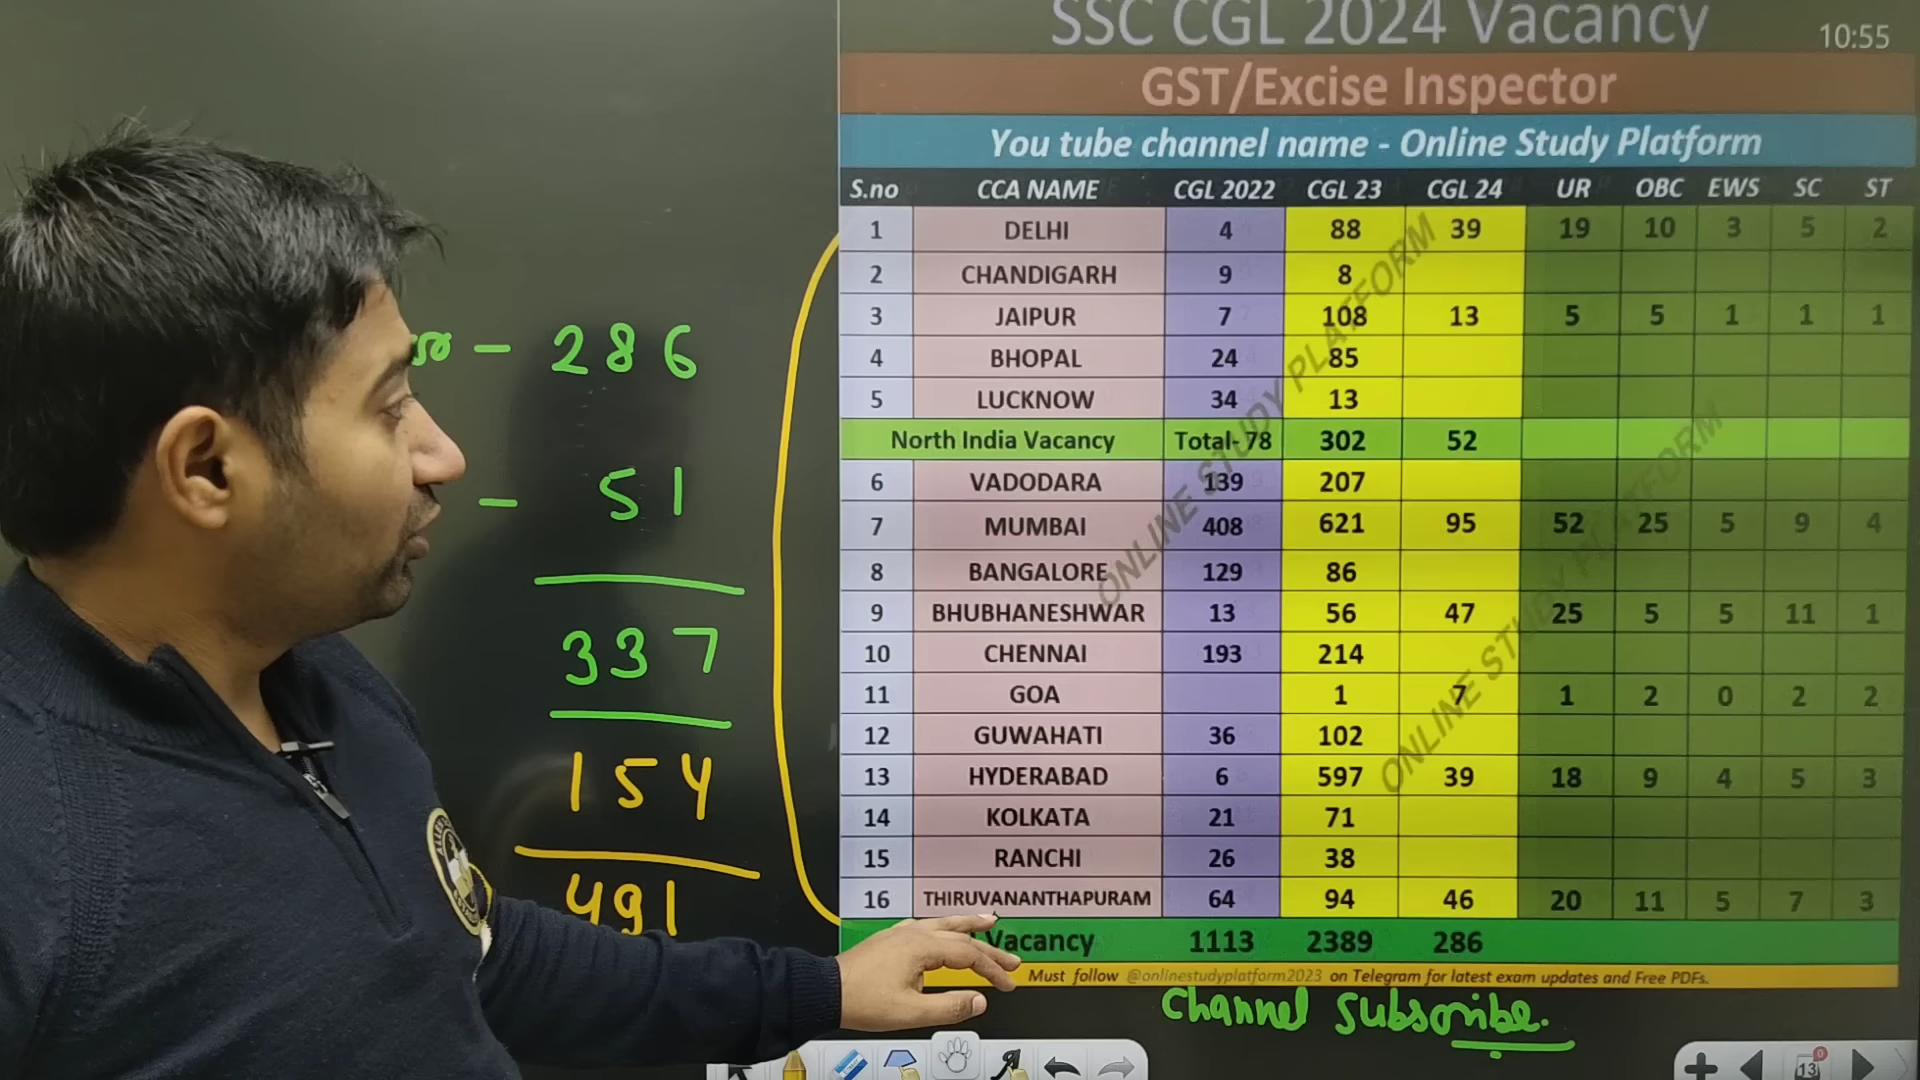 SSC CGL 2024 Vacancy
10:55
GST/Excise Inspector
You tube channel name - Online Study Platform
S.no CCA NAME CGL 2022 CGL 23 CGL 24 UR OBC EWS SC ST
1 DELHI 4 88 39 19 10 3 5 2
2 CHANDIGARH 9 8
3 JAIPUR 7 108 13 5 5 1 1 1
4 BHOPAL 24 85
5 LUCKNOW 34 13
North India Vacancy Total- 78 302 52
6 VADODARA 139 207
7 MUMBAI 408 621 95 52 25 5 9 4
8 BANGALORE 129 86
9 BHUBHANESHWAR 13 56 47 25 5 5 11 1
10 CHENNAI 193 214
11 GOA 1 7 1 2 0 2 2
12 GUWAHATI 36 102
13 HYDERABAD 6 597 39 18 9 4 5 3
14 KOLKATA 21 71
15 RANCHI 26 38
16 THIRUVANANTHAPURAM 64 94 46 20 11 5 7 3
Vacancy 1113 2389 286
Must follow @onlinestudyplatform2023 on Telegram for latest exam updates and Free PDFs.
Channel Subscribe.
- 286
- 51
337
154
491
ONLINE STUDY PLATFORM
ONLINE STUDY PLATFORM
13